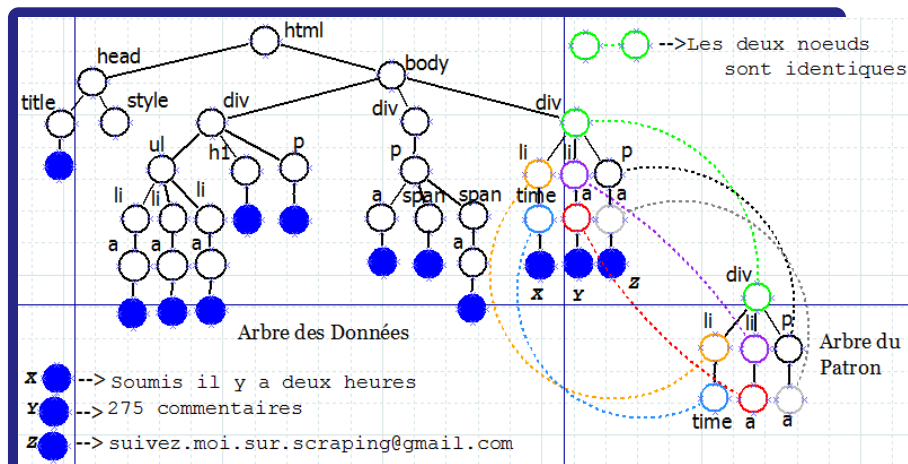 html
-->Les deux noeuds
sont identiques
head
body
title
style
div
div
div
ul
h1
p
p
li
li
p
li
li
li
a
span
span
time
a
a
a
a
a
a
X
Y
Z
div
li
li
p
time
a
a
Arbre des Données
Arbre du
Patron
X --> Soumis il y a deux heures
Y --> 275 commentaires
Z --> suivez.moi.sur.scraping@gmail.com